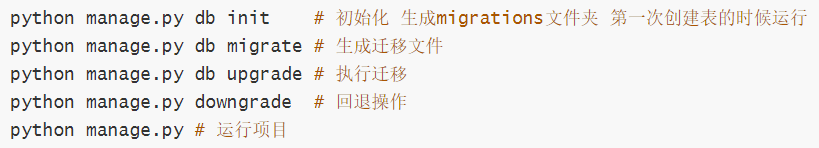 python manage.py db init    # 初始化 生成migrations文件夹 第一次创建表的时候运行
python manage.py db migrate # 生成迁移文件
python manage.py db upgrade # 执行迁移
python manage.py downgrade  # 回退操作
python manage.py # 运行项目